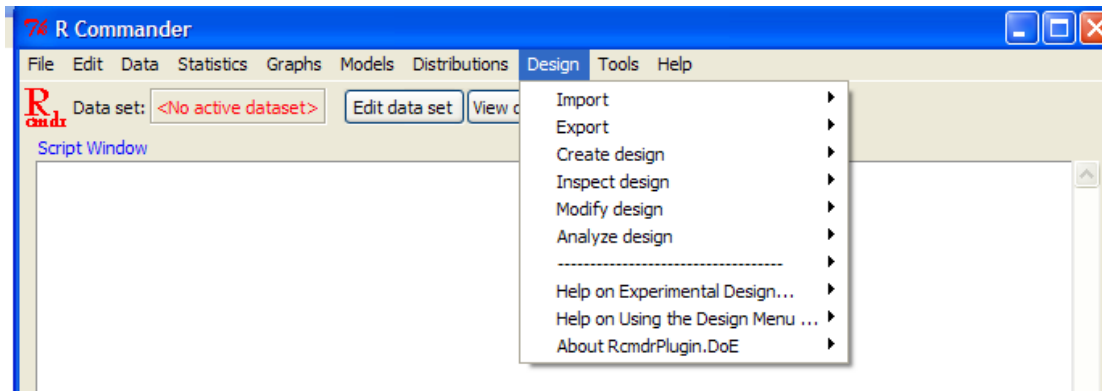 R Commander
File Edit Data Statistics Graphs Models Distributions Design Tools Help
Rcmdr Data set: <No active dataset> Edit data set View
Script Window
Import
Export
Create design
Inspect design
Modify design
Analyze design
-----------------------------------
Help on Experimental Design...
Help on Using the Design Menu ...
About RcmdrPlugin.DoE